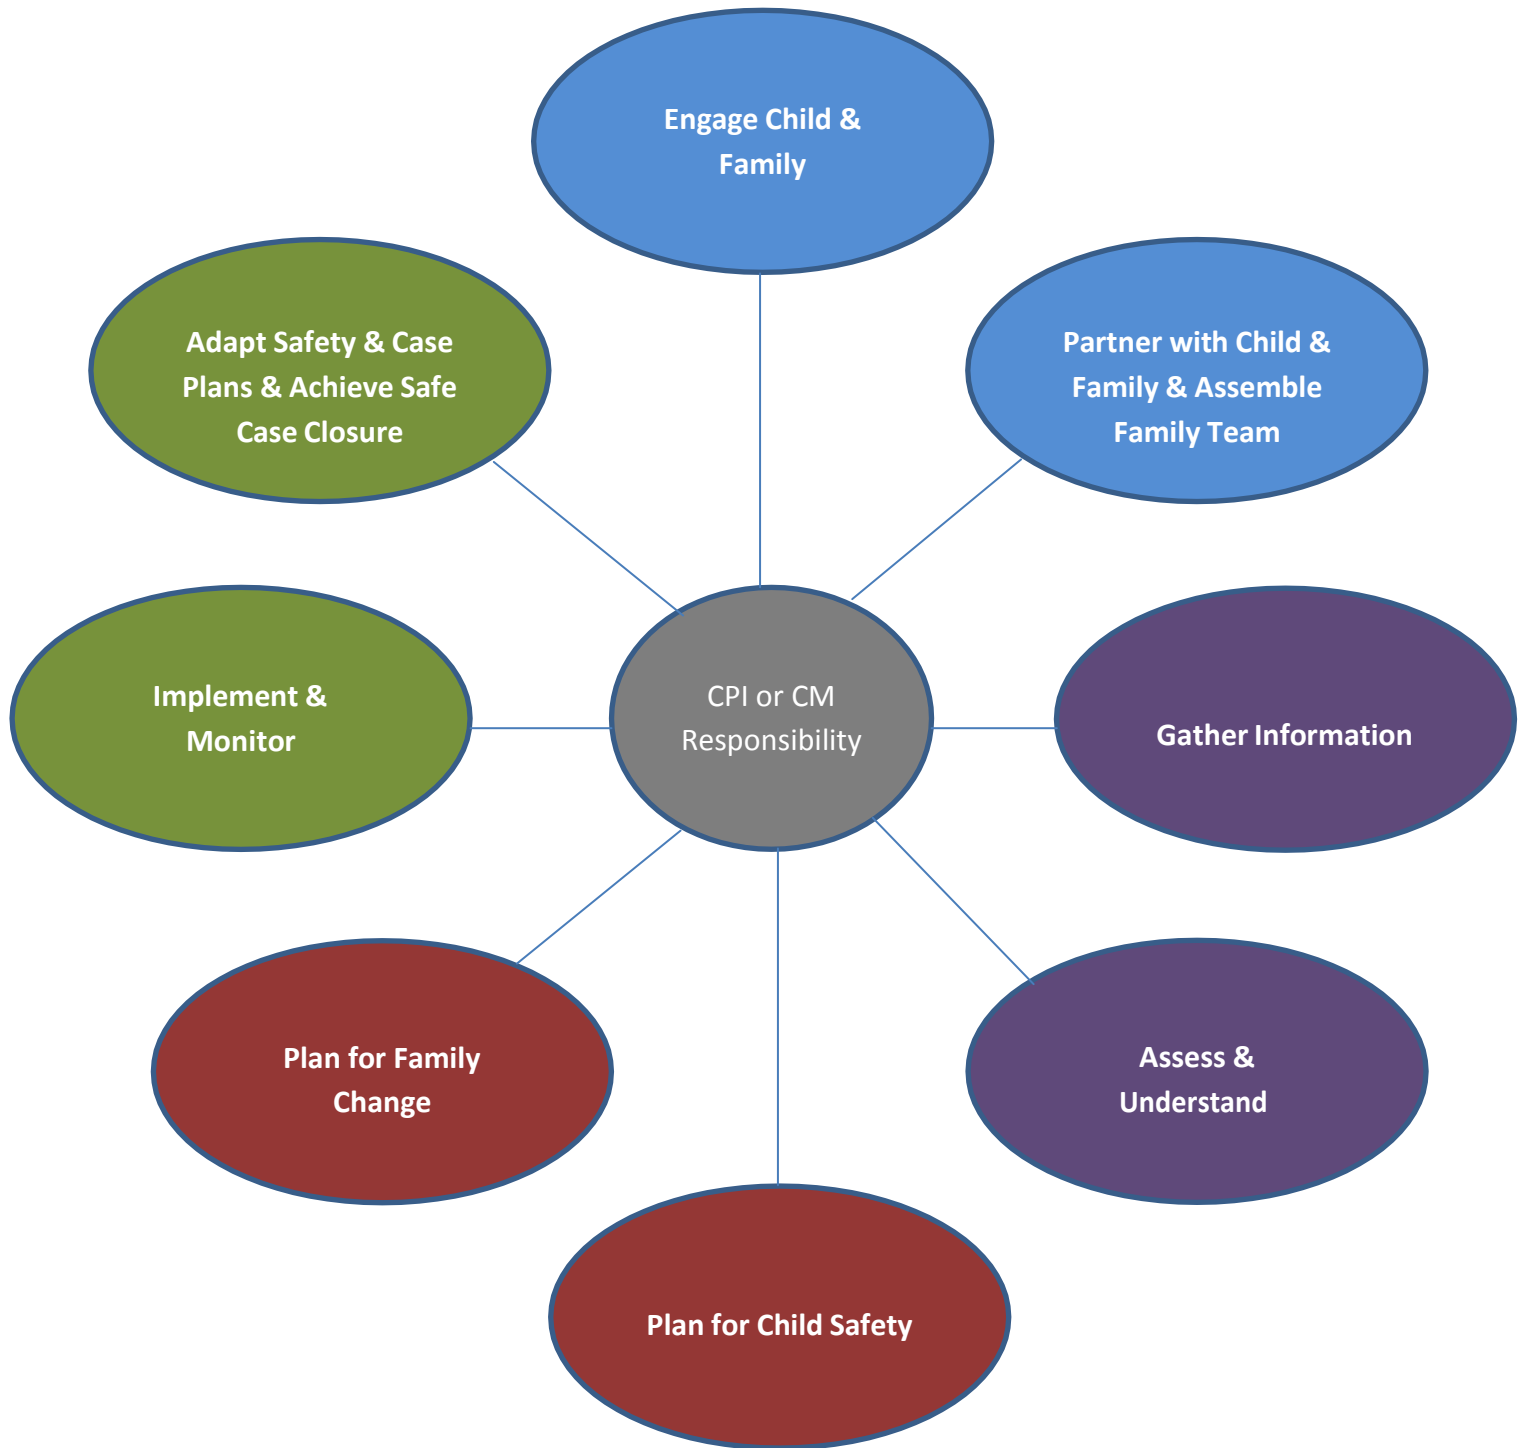 Engage Child &
Family
Partner with Child &
Family & Assemble
Family Team
Gather Information
Assess &
Understand
Plan for Child Safety
Plan for Family
Change
Implement &
Monitor
Adapt Safety & Case
Plans & Achieve Safe
Case Closure
CPI or CM
Responsibility